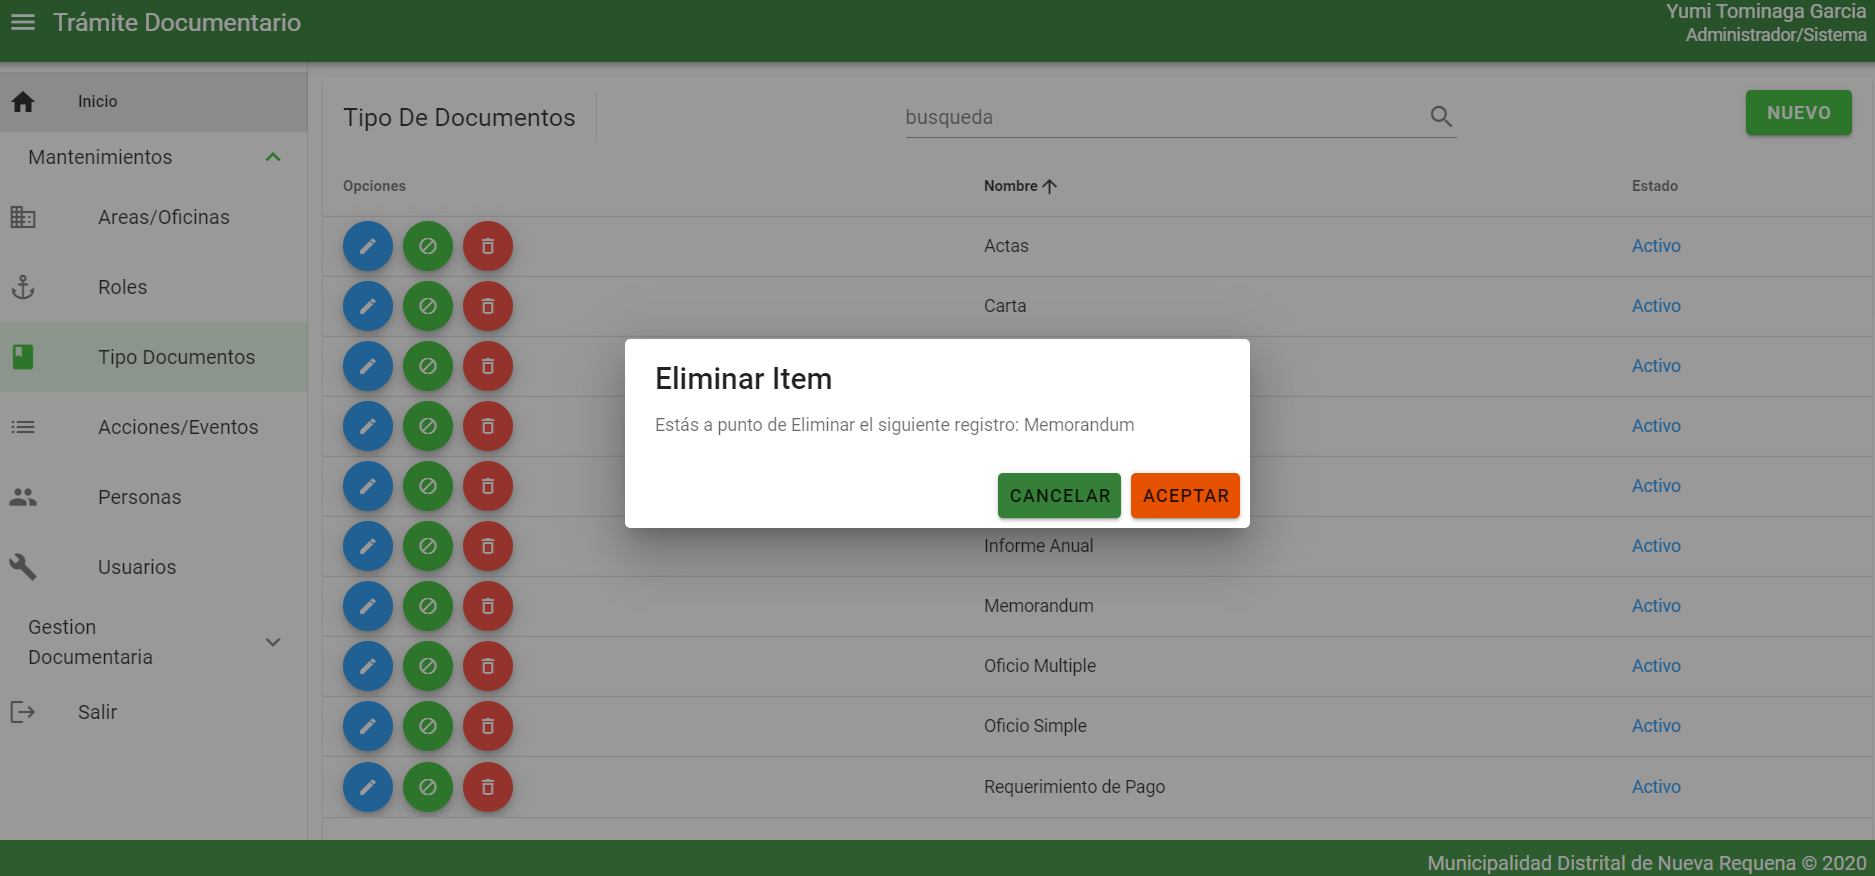 Trámite Documentario
Yumi Tominaga Garcia
Administrador/Sistema
Inicio
Mantenimientos
Areas/Oficinas
Roles
Tipo Documentos
Acciones/Eventos
Personas
Usuarios
Gestion
Documentaria
Salir
Tipo De Documentos
busqueda
NUEVO
Opciones Nombre Estado
Actas Activo
Carta Activo
Activo
Activo
Activo
Informe Anual Activo
Memorandum Activo
Oficio Multiple Activo
Oficio Simple Activo
Requerimiento de Pago Activo
Eliminar Item
Estás a punto de Eliminar el siguiente registro: Memorandum
CANCELAR ACEPTAR
Municipalidad Distrital de Nueva Requena © 2020